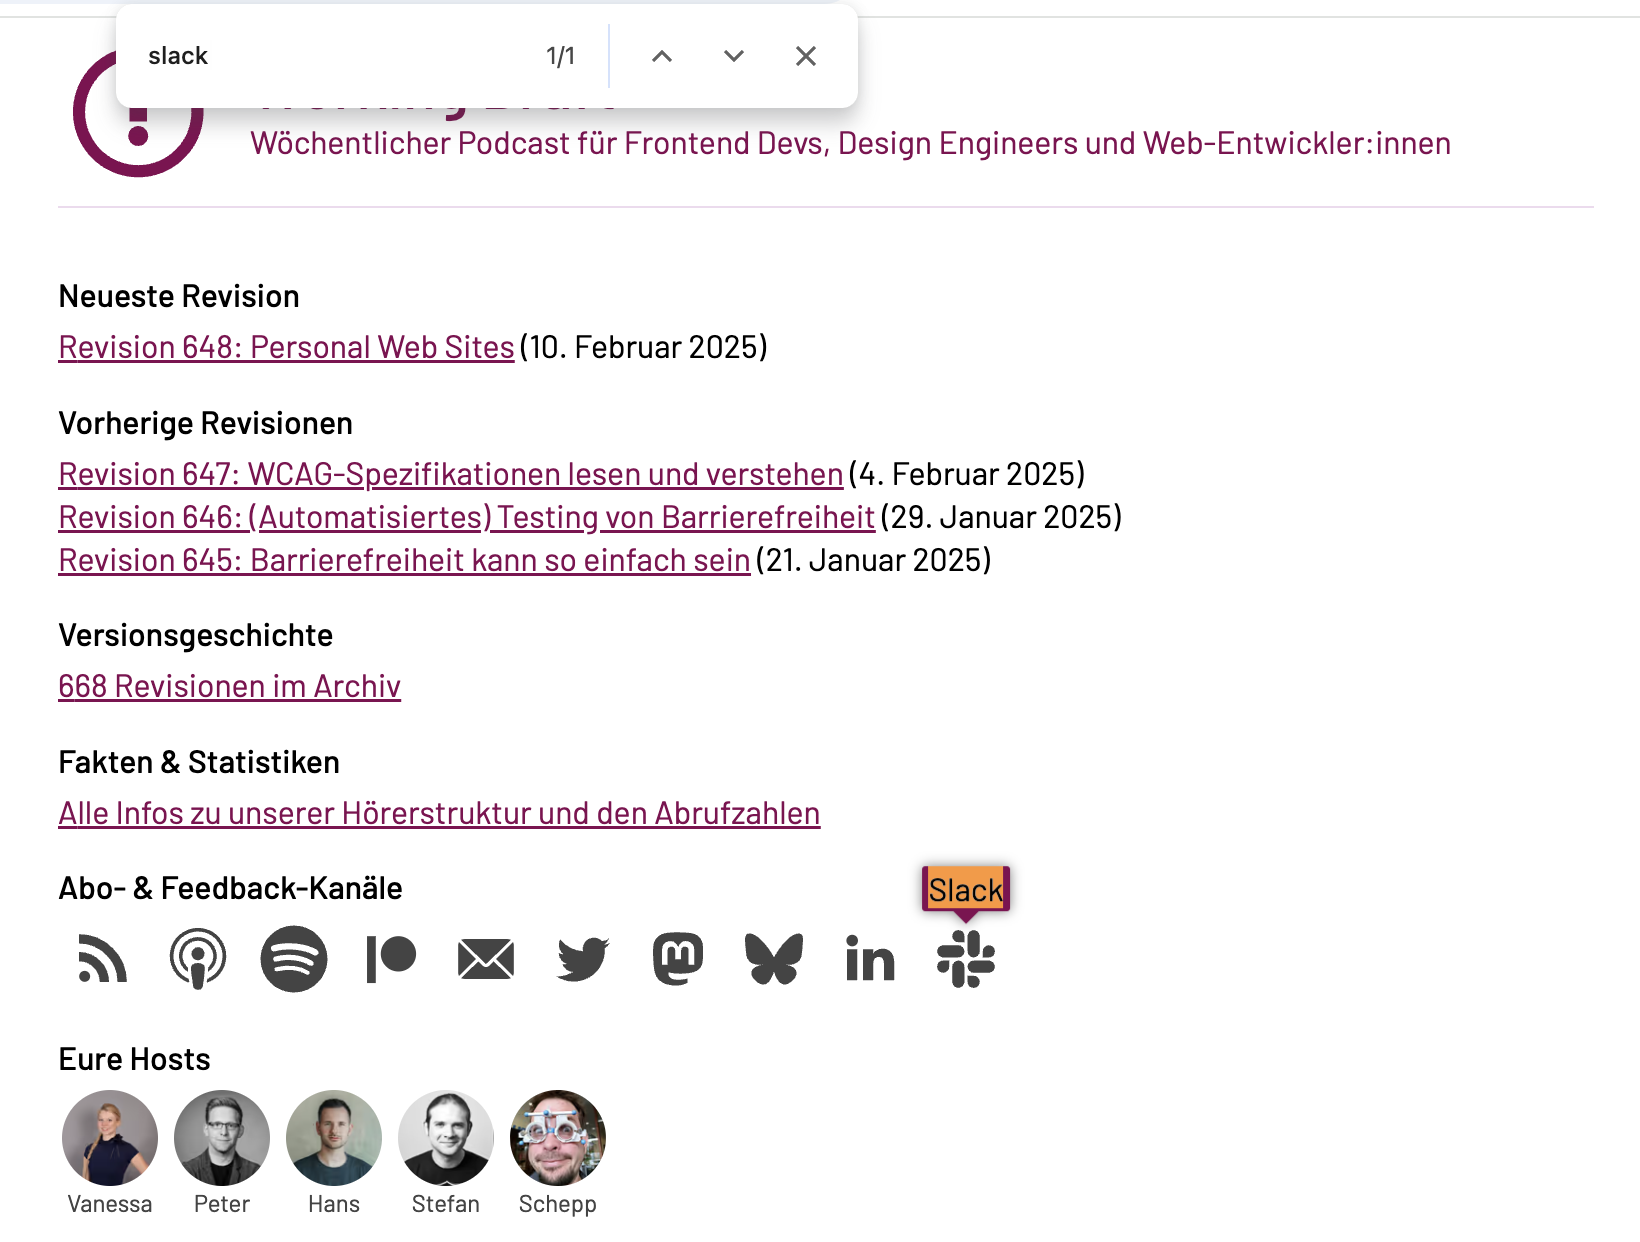 slack 1/1
Wöchentlicher Podcast für Frontend Devs, Design Engineers und Web-Entwickler:innen
Neueste Revision
Revision 648: Personal Web Sites (10. Februar 2025)
Vorherige Revisionen
Revision 647: WCAG-Spezifikationen lesen und verstehen (4. Februar 2025)
Revision 646: (Automatisiertes) Testing von Barrierefreiheit (29. Januar 2025)
Revision 645: Barrierefreiheit kann so einfach sein (21. Januar 2025)
Versionsgeschichte
668 Revisionen im Archiv
Fakten & Statistiken
Alle Infos zu unserer Hörerstruktur und den Abrufzahlen
Abo- & Feedback-Kanäle
Slack
Eure Hosts
Vanessa Peter Hans Stefan Schepp